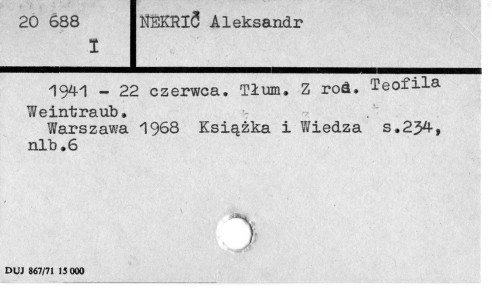 20 688
I
NEKRIČ Aleksandr
1941 - 22 czerwca. Tłum. Z ros. Teofila
Weintraub.
Warszawa 1968 Książka i Wiedza s.234,
nlb.6
DUJ 867/71 15 000